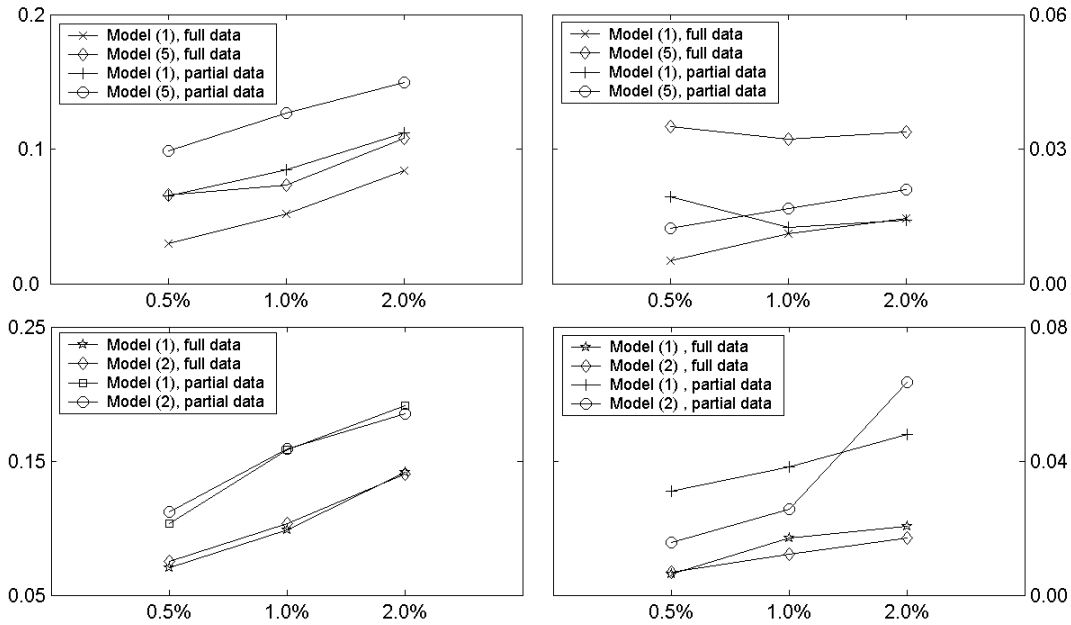 0.2
0.1
0.0
Model (1), full data
Model (5), full data
Model (1), partial data
Model (5), partial data
0.5% 1.0% 2.0%
Model (1), full data
Model (5), full data
Model (1), partial data
Model (5), partial data
0.06
0.03
0.00
0.5% 1.0% 2.0%
0.25
0.15
0.05
Model (1), full data
Model (2), full data
Model (1), partial data
Model (2), partial data
0.5% 1.0% 2.0%
Model (1) , full data
Model (2) , full data
Model (1) , partial data
Model (2) , partial data
0.08
0.04
0.00
0.5% 1.0% 2.0%